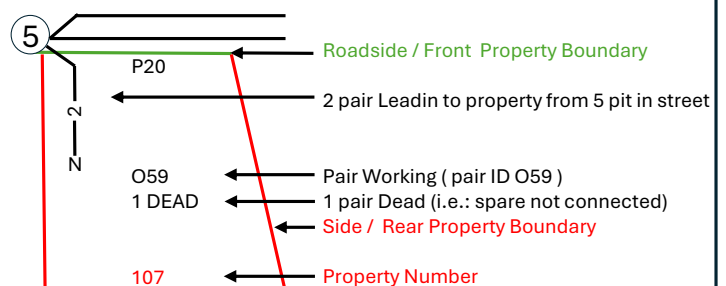 5
Roadside / Front Property Boundary
P20
2 pair Leadin to property from 5 pit in street
2
N
O59
Pair Working ( pair ID O59 )
1 DEAD
1 pair Dead (i.e.: spare not connected)
Side / Rear Property Boundary
107
Property Number